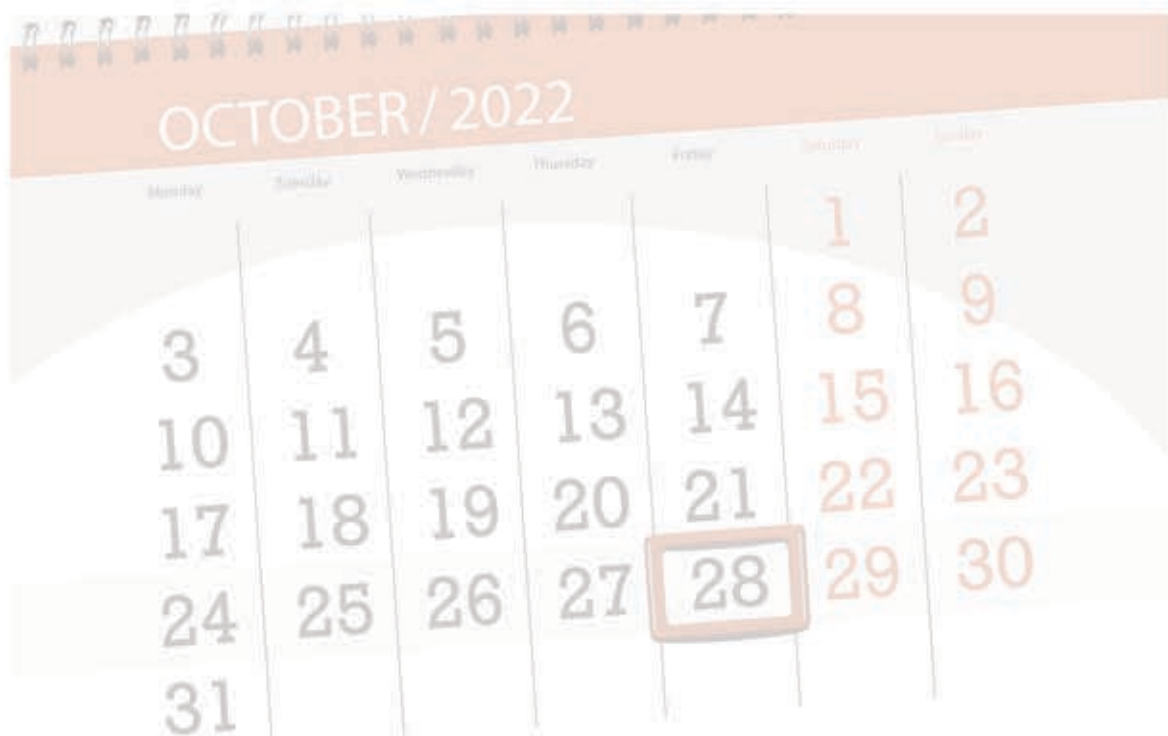 OCTOBER / 2022
Monday Tuesday Wednesday Thursday Friday Saturday Sunday
1 2
3 4 5 6 7 8 9
10 11 12 13 14 15 16
17 18 19 20 21 22 23
24 25 26 27 28 29 30
31